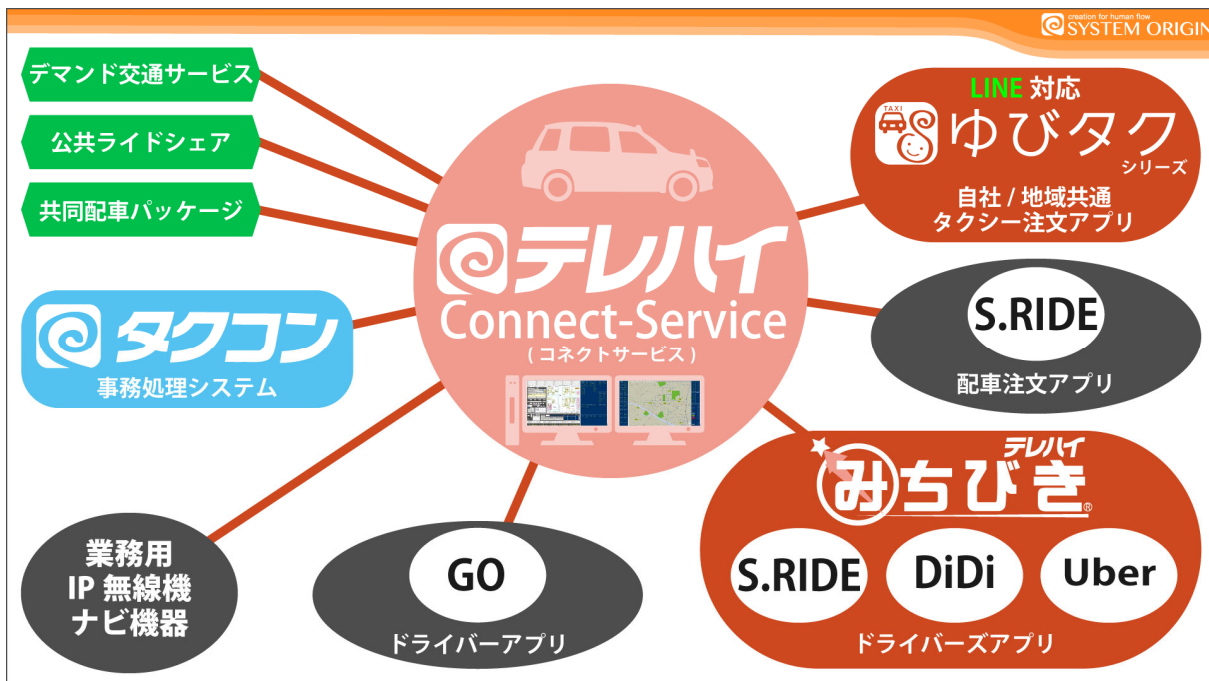 creation for human flow
SYSTEM ORIGIN
デマンド交通サービス
公共ライドシェア
共同配車パッケージ
タクコン
事務処理システム
テレハイ
Connect-Service
(コネクトサービス)
LINE 対応
TAXI
ゆびタク
シリーズ
自社 / 地域共通
タクシー注文アプリ
S.RIDE
配車注文アプリ
テレハイ
みちびき®
S.RIDE
DiDi
Uber
ドライバーズアプリ
GO
ドライバーアプリ
業務用
IP 無線機
ナビ機器